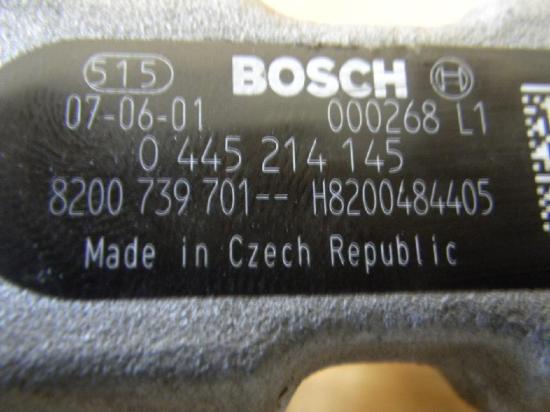 515 BOSCH
07-06-01 000268 L1
0 445 214 145
8200 739 701-- H8200484405
Made in Czech Republic